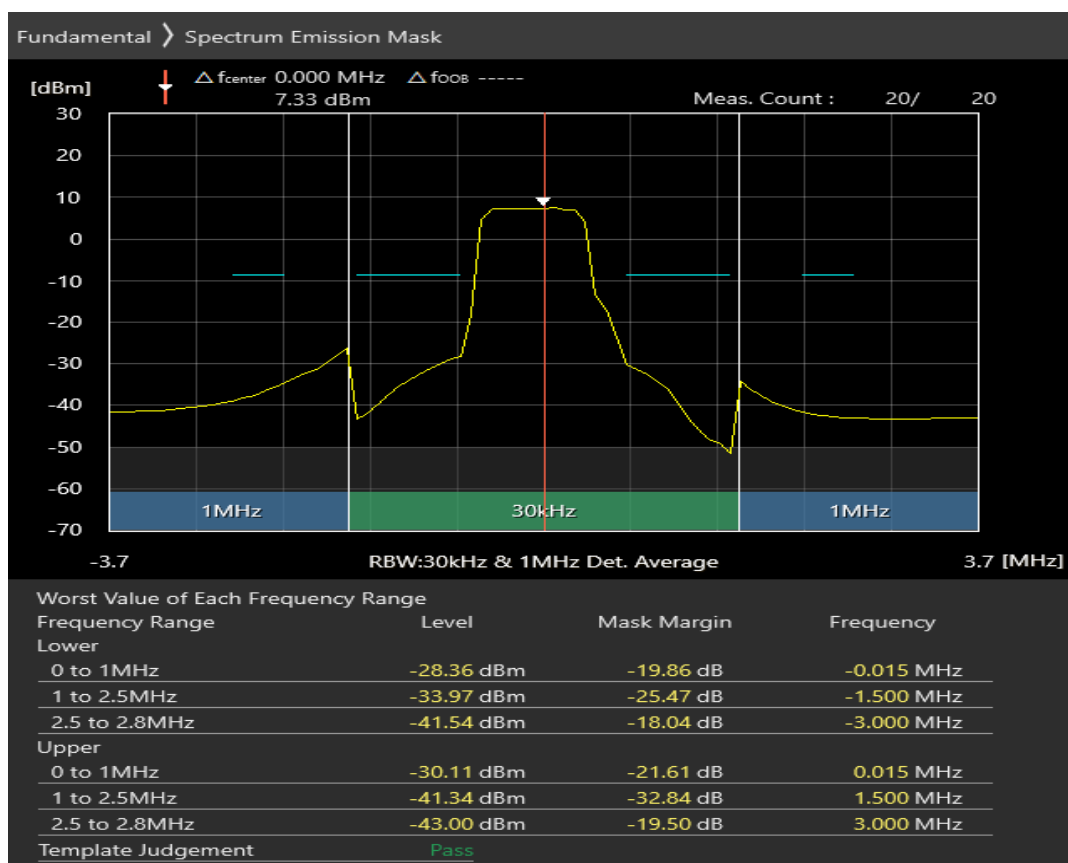 Fundamental 〉 Spectrum Emission Mask
[dBm] △ fcenter 0.000 MHz △ fOOB -----
7.33 dBm Meas. Count : 20/ 20
30
20
10
0
-10
-20
-30
-40
-50
-60
1MHz 30kHz 1MHz
-70
-3.7 RBW:30kHz & 1MHz Det. Average 3.7 [MHz]
Worst Value of Each Frequency Range
Frequency Range Level Mask Margin Frequency
Lower
0 to 1MHz -28.36 dBm -19.86 dB -0.015 MHz
1 to 2.5MHz -33.97 dBm -25.47 dB -1.500 MHz
2.5 to 2.8MHz -41.54 dBm -18.04 dB -3.000 MHz
Upper
0 to 1MHz -30.11 dBm -21.61 dB 0.015 MHz
1 to 2.5MHz -41.34 dBm -32.84 dB 1.500 MHz
2.5 to 2.8MHz -43.00 dBm -19.50 dB 3.000 MHz
Template Judgement Pass